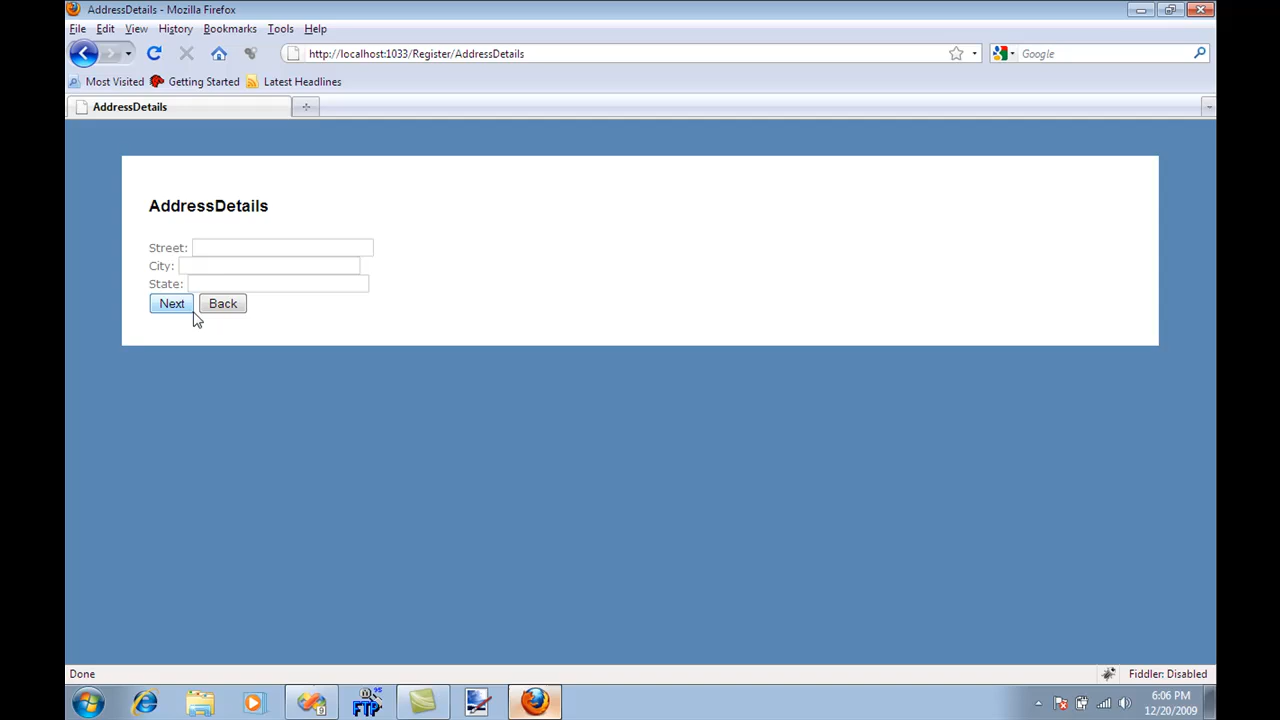 AddressDetails - Mozilla Firefox
File Edit View History Bookmarks Tools Help
http://localhost:1033/Register/AddressDetails
Google
Most Visited Getting Started Latest Headlines
AddressDetails
AddressDetails
Street:
City:
State:
Next Back
Done
Fiddler: Disabled
FTP
95
9
6:06 PM
12/20/2009